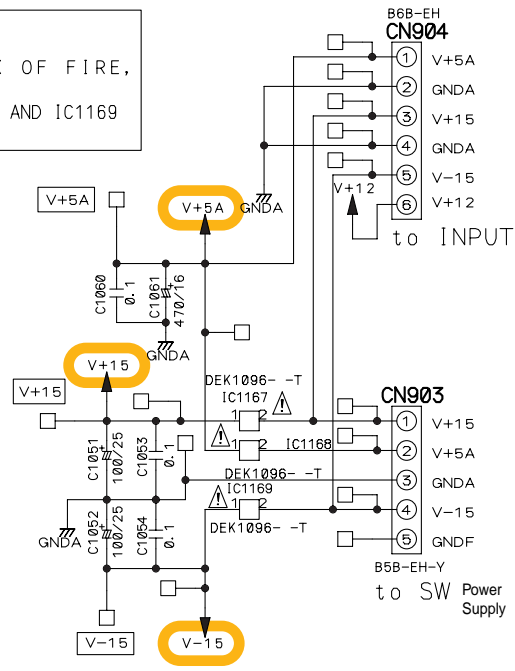 B6B-EH
CN904
OF FIRE,
AND IC1169
1 V+5A
2 GNDA
3 V+15
4 GNDA
5 V-15
6 V+12
V+12
to INPUT
V+5A
V+5A
GNDA
C1060
0.1
C1061
+
470/16
GNDA
V+15
V+15
DEK1096- -T
IC1167
1 2
!
CN903
1 V+15
2 V+5A
3 GNDA
4 V-15
5 GNDF
B5B-EH-Y
to SW Power
Supply
!
1 2
IC1168
DEK1096- -T
!
IC1169
1 2
DEK1096- -T
C1051
+
100/25
C1053
0.1
GNDA
C1052
+
100/25
C1054
0.1
V-15
V-15